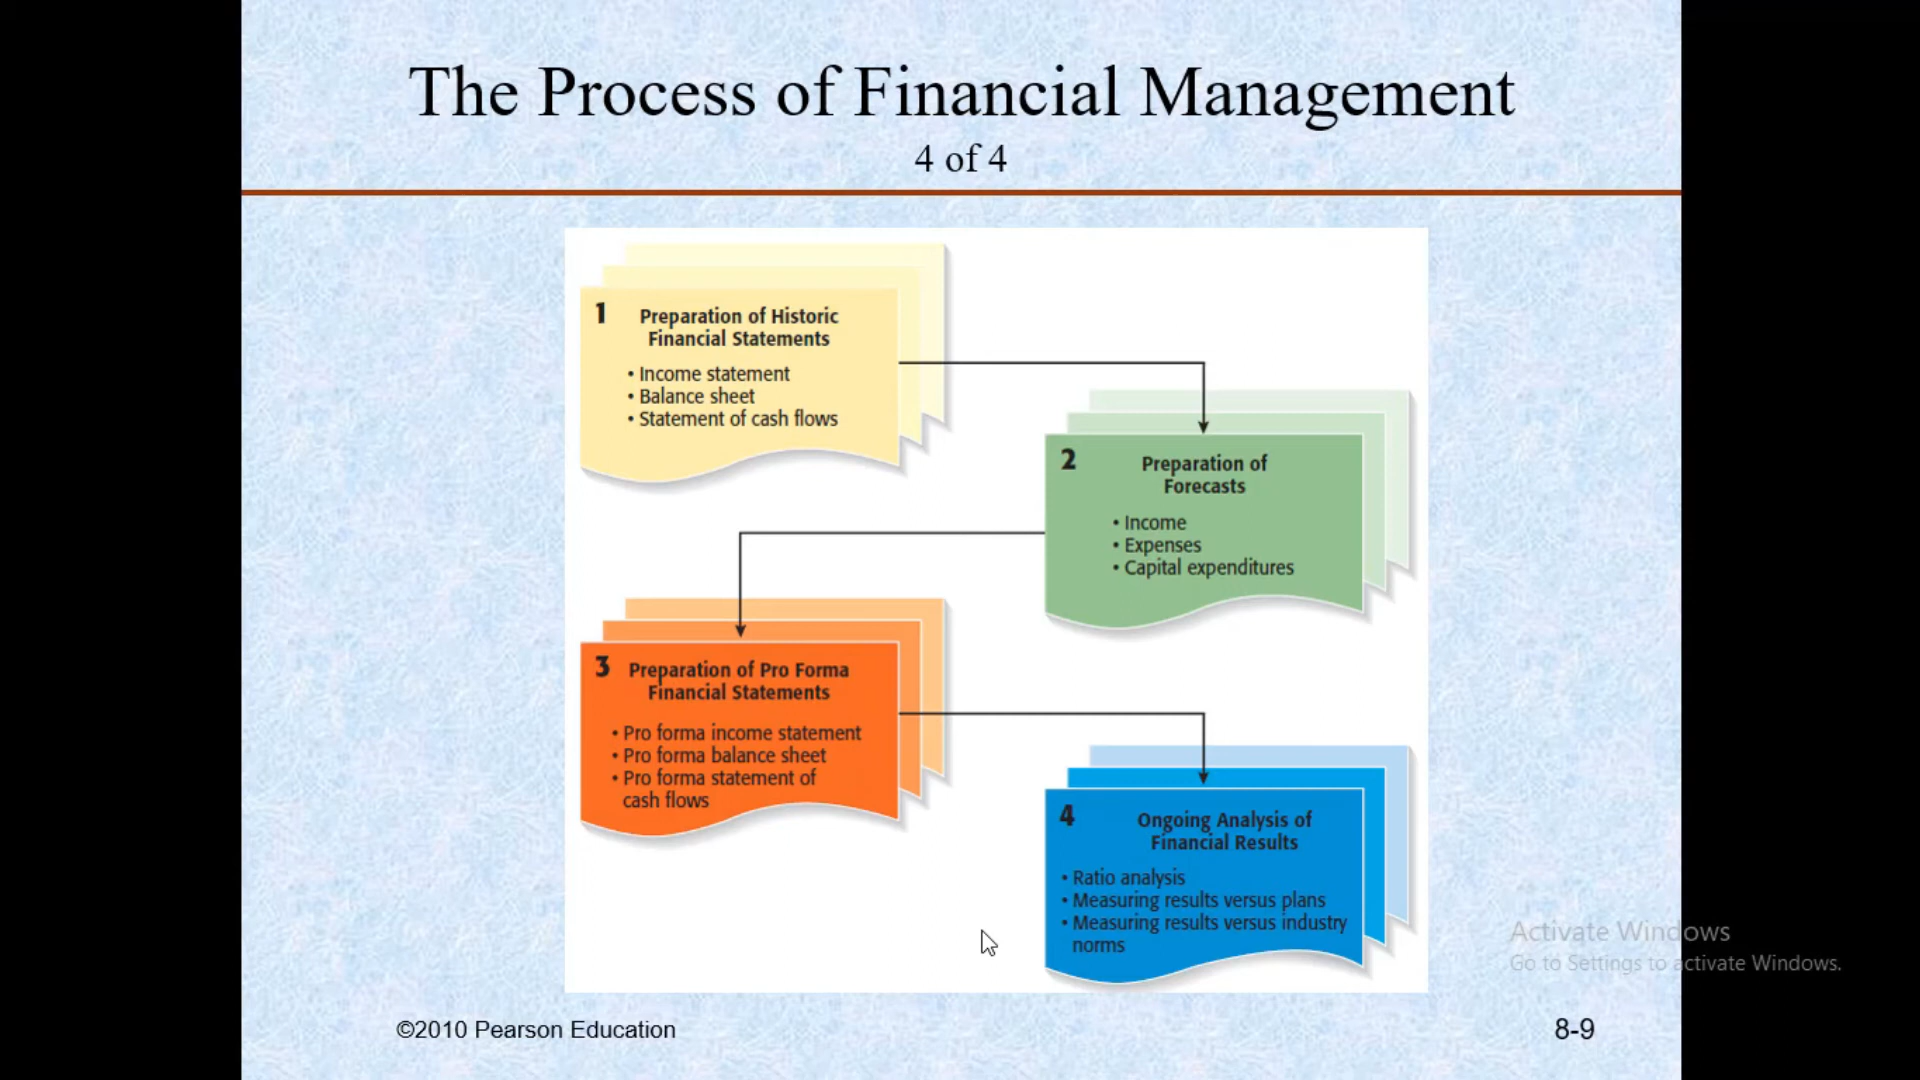 The Process of Financial Management
4 of 4
1 Preparation of Historic
Financial Statements
• Income statement
• Balance sheet
• Statement of cash flows
2 Preparation of
Forecasts
• Income
• Expenses
• Capital expenditures
3 Preparation of Pro Forma
Financial Statements
• Pro forma income statement
• Pro forma balance sheet
• Pro forma statement of
cash flows
4 Ongoing Analysis of
Financial Results
• Ratio analysis
• Measuring results versus plans
• Measuring results versus industry
norms
Activate Windows
Go to Settings to activate Windows.
©2010 Pearson Education
8-9